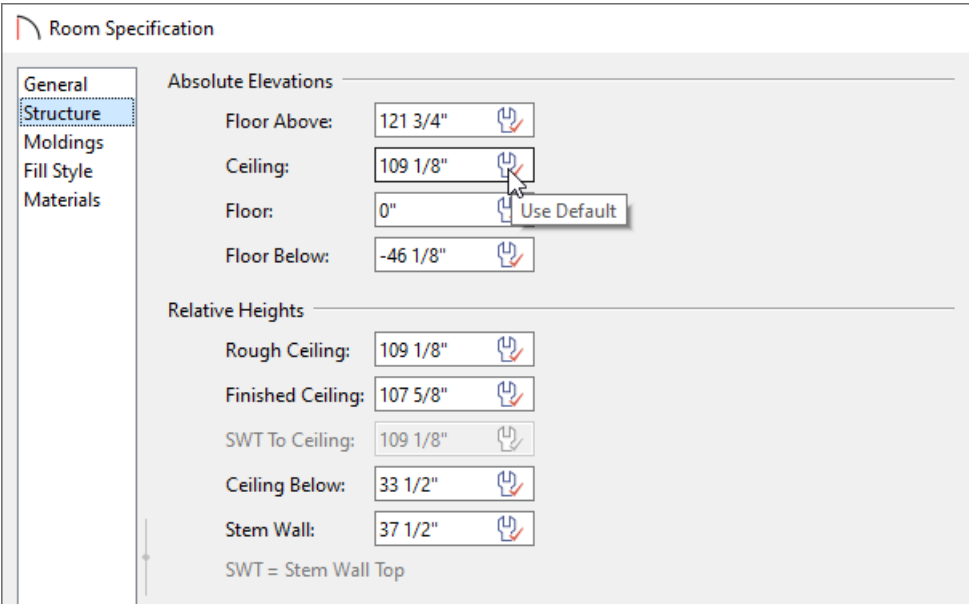 Room Specification
General
Structure
Moldings
Fill Style
Materials
Absolute Elevations
Floor Above: 121 3/4"
Ceiling: 109 1/8"
Floor: 0"
Use Default
Floor Below: -46 1/8"
Relative Heights
Rough Ceiling: 109 1/8"
Finished Ceiling: 107 5/8"
SWT To Ceiling: 109 1/8"
Ceiling Below: 33 1/2"
Stem Wall: 37 1/2"
SWT = Stem Wall Top